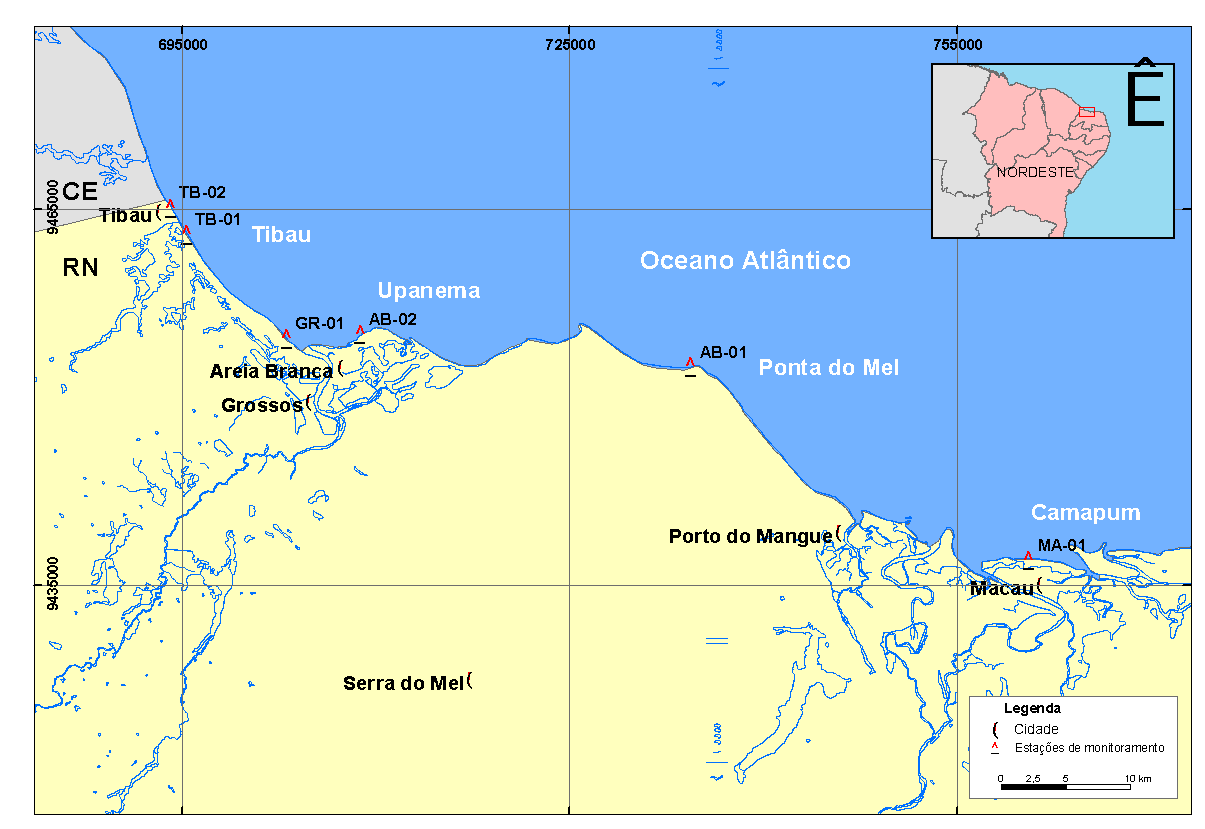 695000
725000
755000
Ê
NORDESTE
CE
TB-02
9465000
Tibau
TB-01
Tibau
RN
Oceano Atlântico
Upanema
GR-01
AB-02
AB-01
Areia Branca
Ponta do Mel
Grossos
Camapum
Porto do Mangue
MA-01
9435000
Macau
Serra do Mel
Legenda
Cidade
Estações de monitoramento
0 2,5 5 10 km